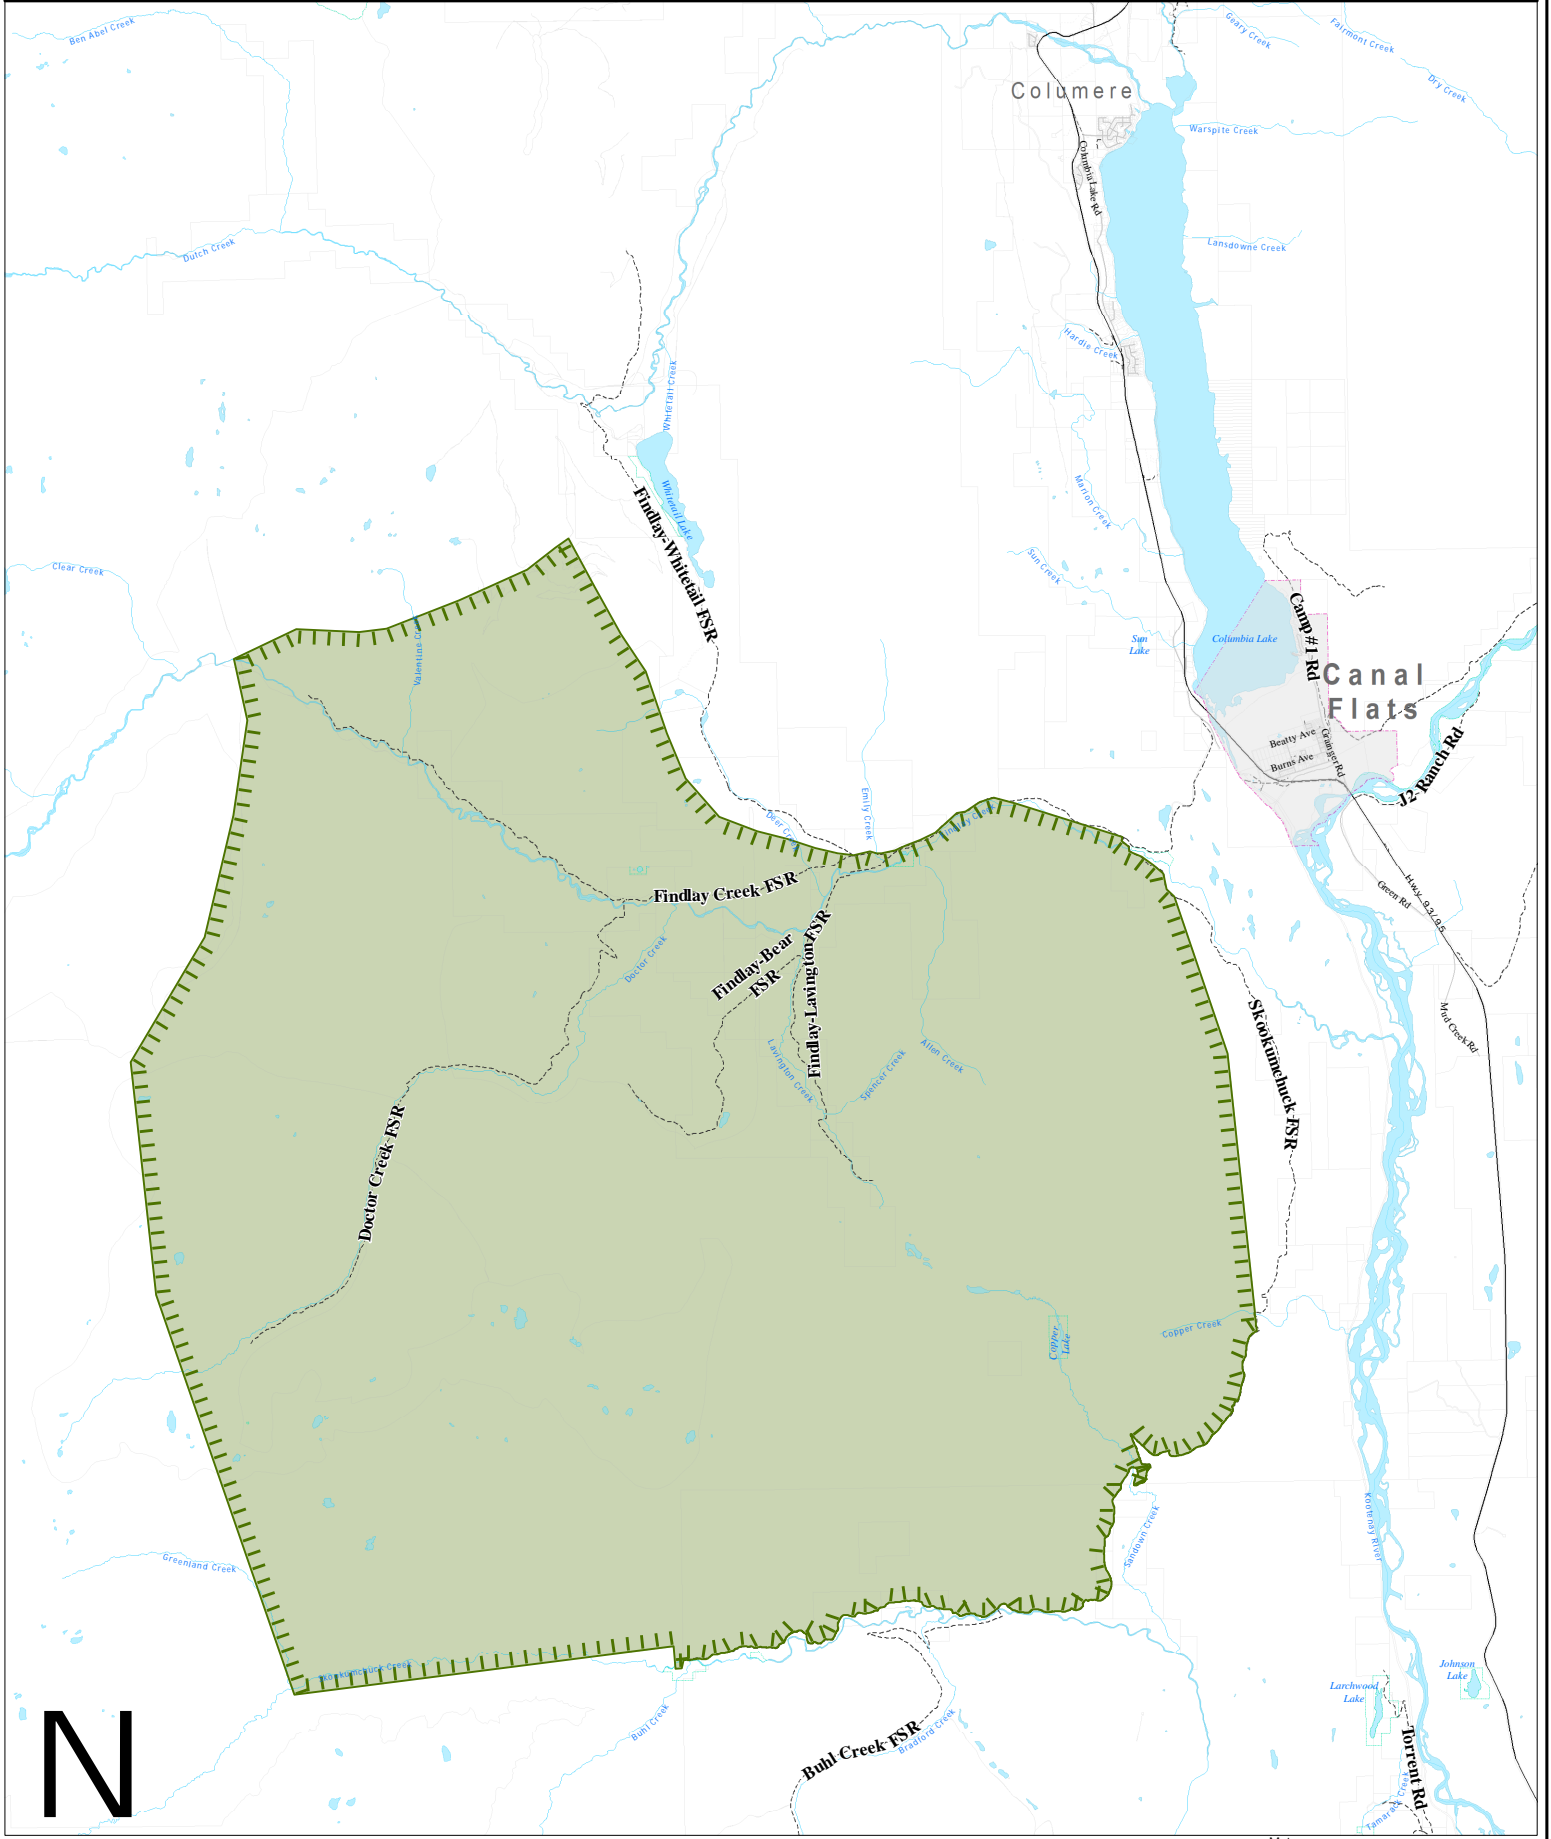 Ben Abel Creek
Geary Creek
Fairmont Creek
Dry Creek
Columere
Warspite Creek
Columbia Lake Rd
Dutch Creek
Lansdowne Creek
Hardie Creek
Whitetail Creek
Whitetail Lake
Findlay-Whitetail FSR
Marion Creek
Sun Creek
Clear Creek
Valentine Creek
Camp #1 Rd
Sun
Lake
Columbia Lake
Canal
Flats
Beatty Ave
Burns Ave
Grainger Rd
J2 Ranch Rd
Deer Creek
Emily Creek
Findlay Creek
Findlay Creek FSR
Green Rd
Hwy 93/95
Doctor Creek
Findlay-Bear
FSR
Findlay-Lavington FSR
Lavington Creek
Spencer Creek
Allen Creek
Skookumchuck FSR
Mud Creek Rd
Doctor Creek FSR
Copper
Lake
Copper Creek
Sandown Creek
Kootenay River
Greenland Creek
Skookumchuck Creek
Buhl Creek
Buhl Creek FSR
Bradford Creek
Johnson
Lake
Larchwood
Lake
Torrent Rd
Tamarack Creek
N